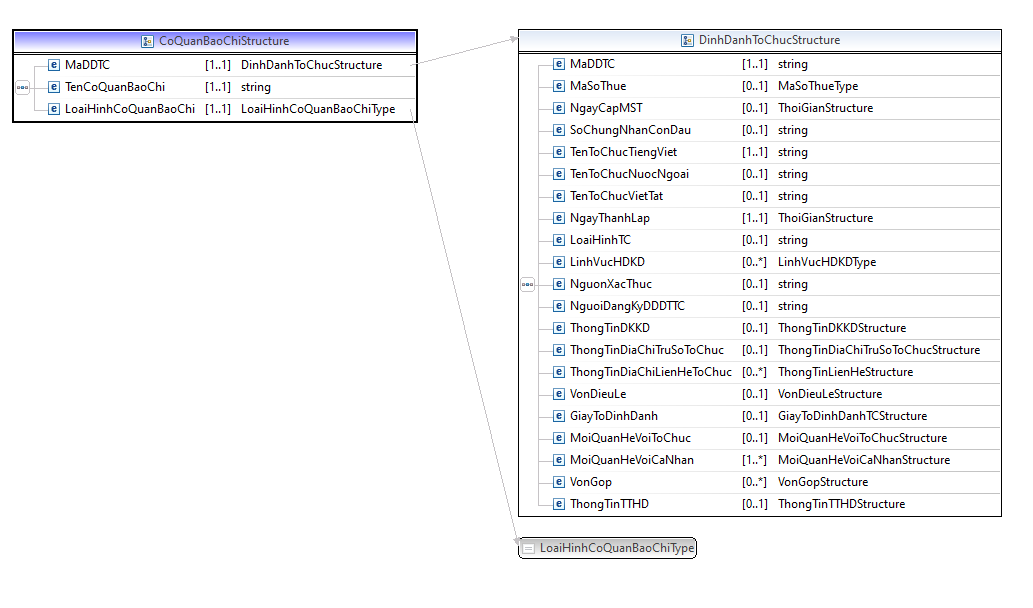 CoQuanBaoChiStructure
MaDDTC [1..1] DinhDanhToChucStructure
TenCoQuanBaoChi [1..1] string
LoaiHinhCoQuanBaoChi [1..1] LoaiHinhCoQuanBaoChiType
DinhDanhToChucStructure
MaDDTC [1..1] string
MaSoThue [0..1] MaSoThueType
NgayCapMST [0..1] ThoiGianStructure
SoChungNhanConDau [0..1] string
TenToChucTiengViet [1..1] string
TenToChucNuocNgoai [0..1] string
TenToChucVietTat [0..1] string
NgayThanhLap [1..1] ThoiGianStructure
LoaiHinhTC [0..1] string
LinhVucHDKD [0..*] LinhVucHDKDType
NguonXacThuc [0..1] string
NguoiDangKyDDDTTC [0..1] string
ThongTinDKKD [0..1] ThongTinDKKDStructure
ThongTinDiaChiTruSoToChuc [0..1] ThongTinDiaChiTruSoToChucStructure
ThongTinDiaChiLienHeToChuc [0..*] ThongTinLienHeStructure
VonDieuLe [0..1] VonDieuLeStructure
GiayToDinhDanh [0..1] GiayToDinhDanhTCStructure
MoiQuanHeVoiToChuc [0..1] MoiQuanHeVoiToChucStructure
MoiQuanHeVoiCaNhan [1..*] MoiQuanHeVoiCaNhanStructure
VonGop [0..*] VonGopStructure
ThongTinTTHD [0..1] ThongTinTTHDStructure
LoaiHinhCoQuanBaoChiType